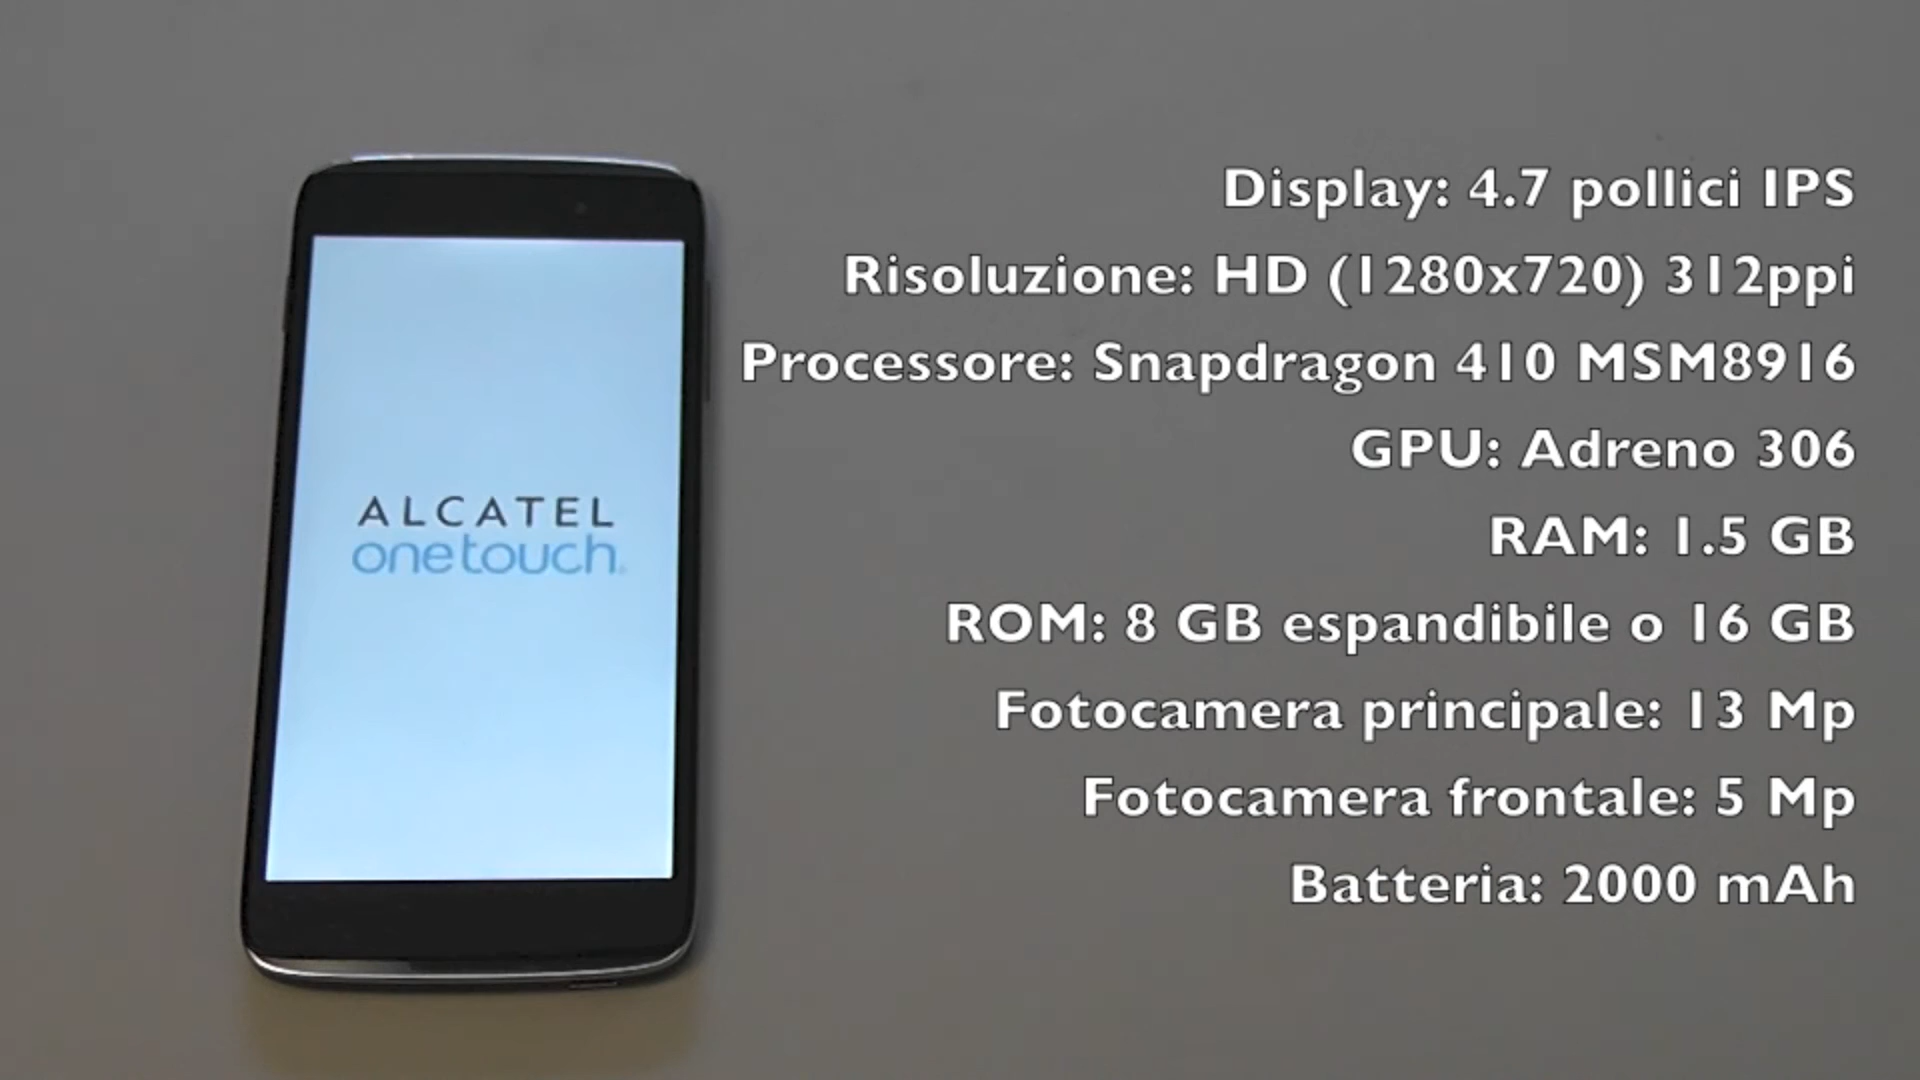 ALCATEL
onetouch.
Display: 4.7 pollici IPS
Risoluzione: HD (1280x720) 312ppi
Processore: Snapdragon 410 MSM8916
GPU: Adreno 306
RAM: 1.5 GB
ROM: 8 GB espandibile o 16 GB
Fotocamera principale: 13 Mp
Fotocamera frontale: 5 Mp
Batteria: 2000 mAh